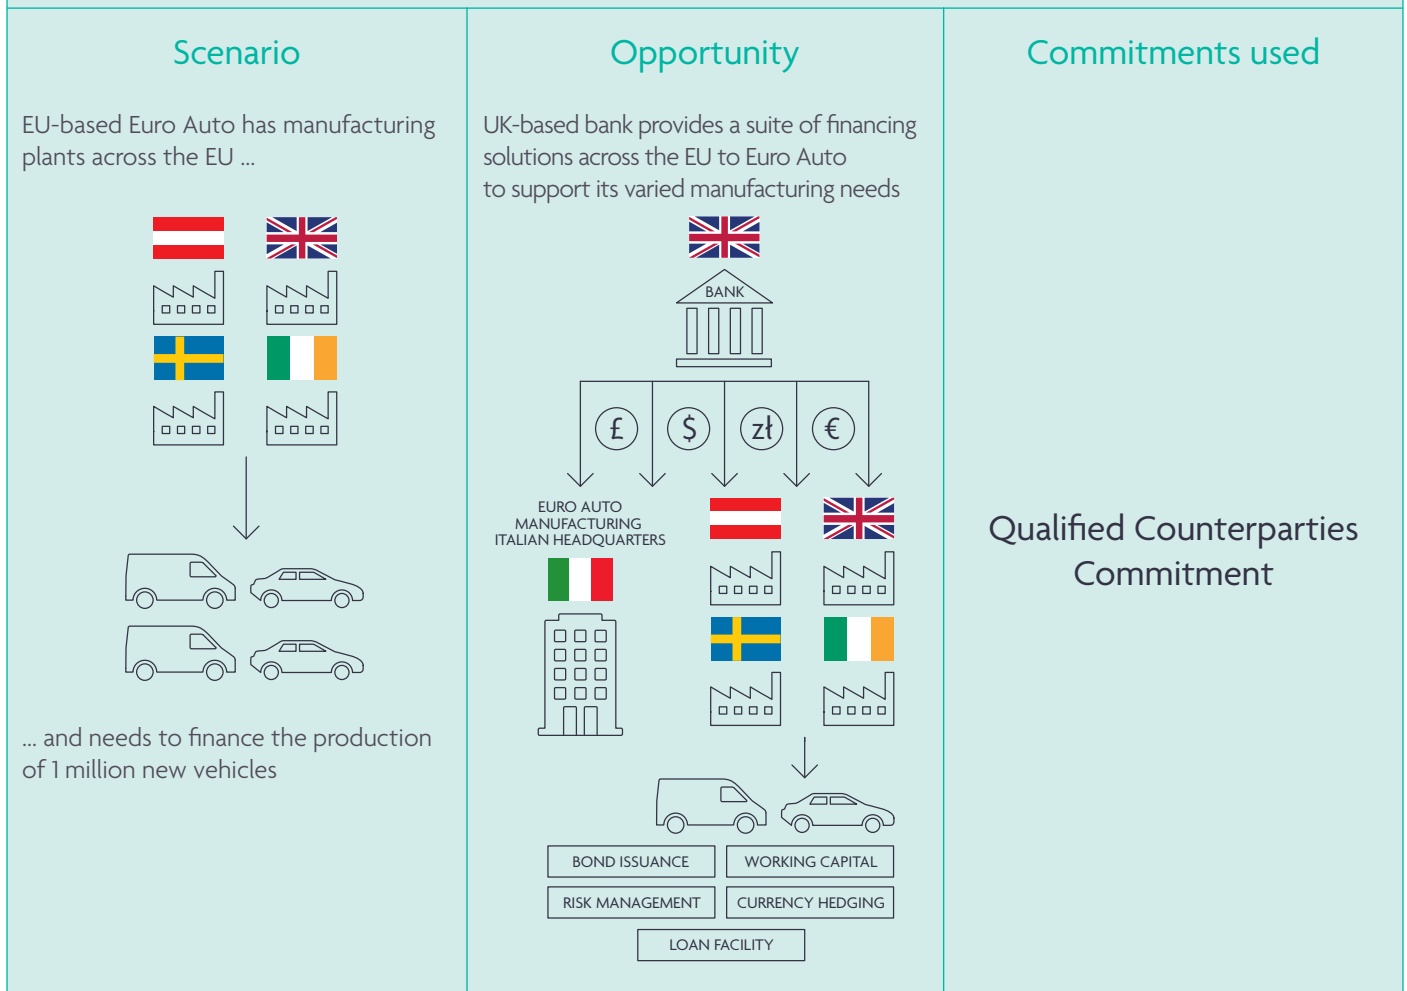 Scenario
EU-based Euro Auto has manufacturing
plants across the EU ...
... and needs to finance the production
of 1 million new vehicles
Opportunity
UK-based bank provides a suite of financing
solutions across the EU to Euro Auto
to support its varied manufacturing needs
BANK
£ $ zł €
EURO AUTO
MANUFACTURING
ITALIAN HEADQUARTERS
BOND ISSUANCE
WORKING CAPITAL
RISK MANAGEMENT
CURRENCY HEDGING
LOAN FACILITY
Commitments used
Qualified Counterparties
Commitment